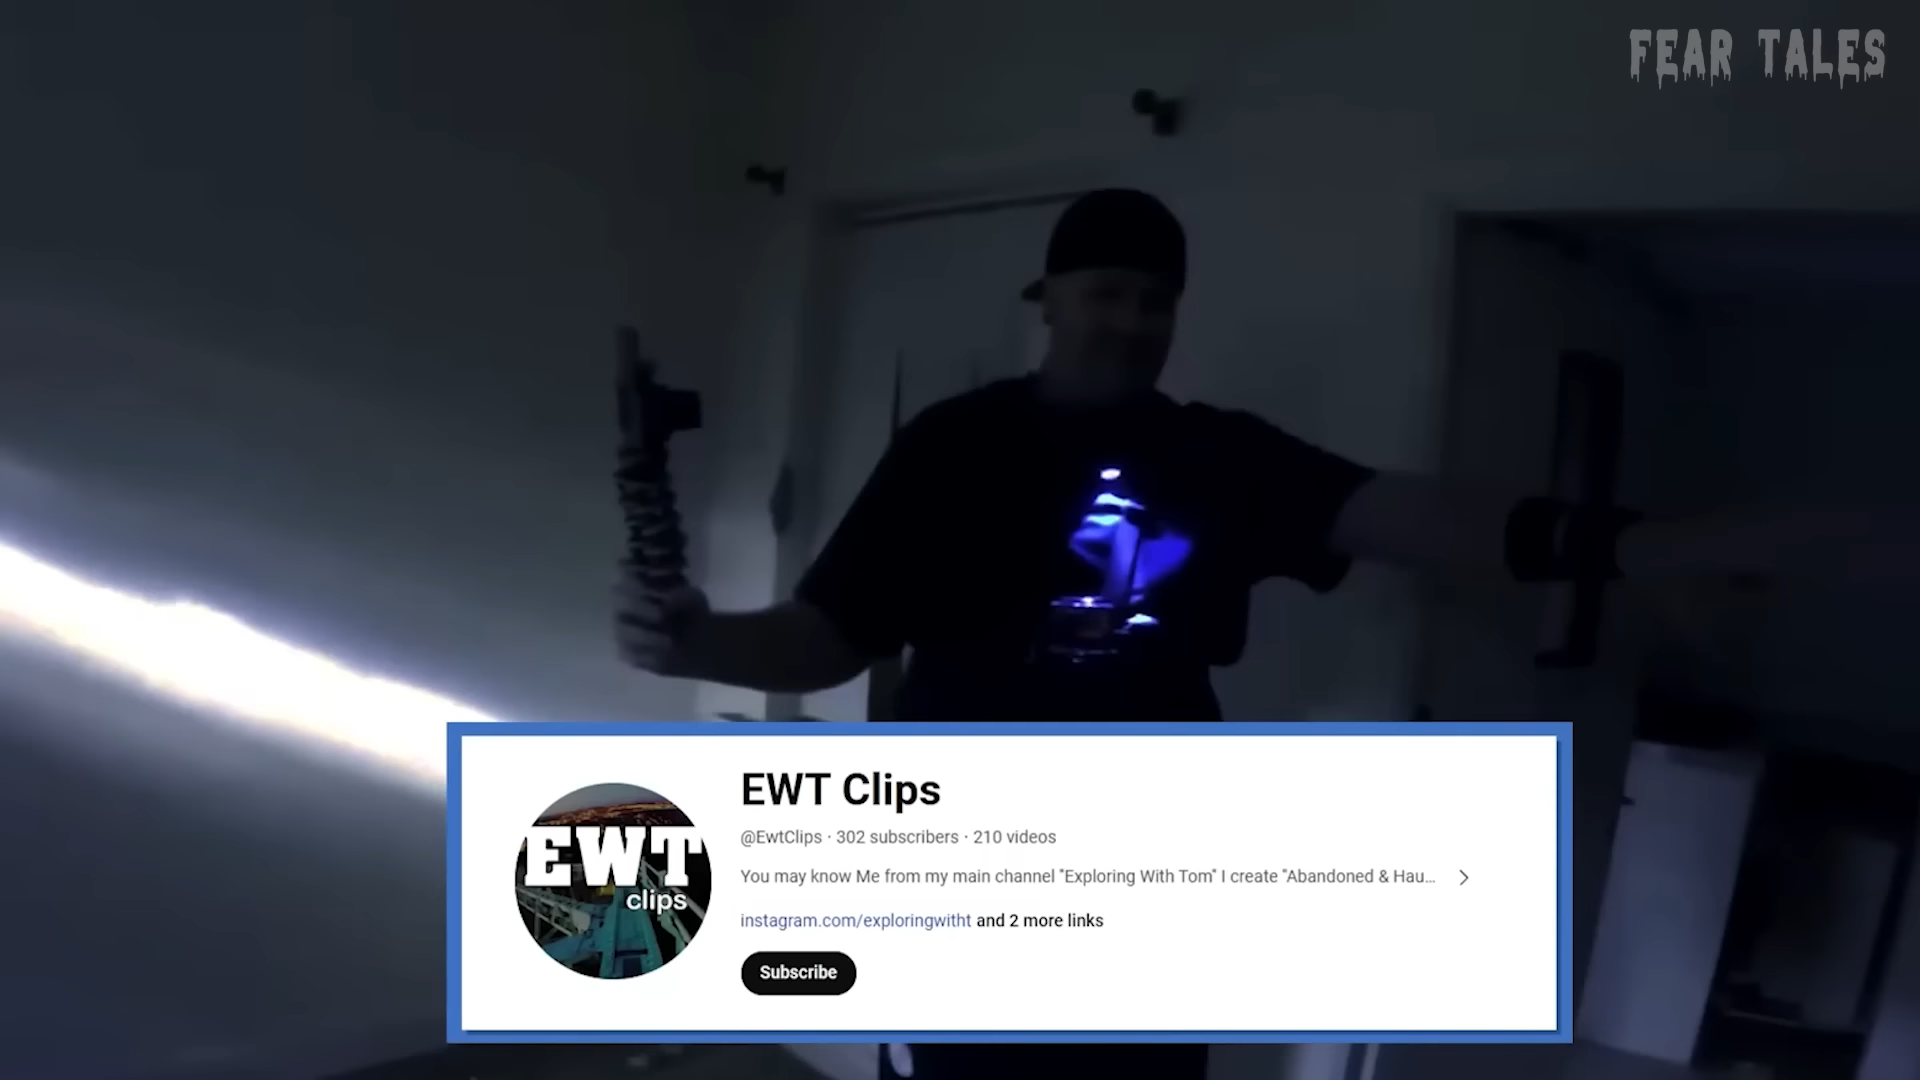 FEAR TALES
EWT Clips
@EwtClips · 302 subscribers · 210 videos
You may know Me from my main channel "Exploring With Tom" I create "Abandoned & Hau...
instagram.com/exploringwitht and 2 more links
Subscribe
EWT
clips